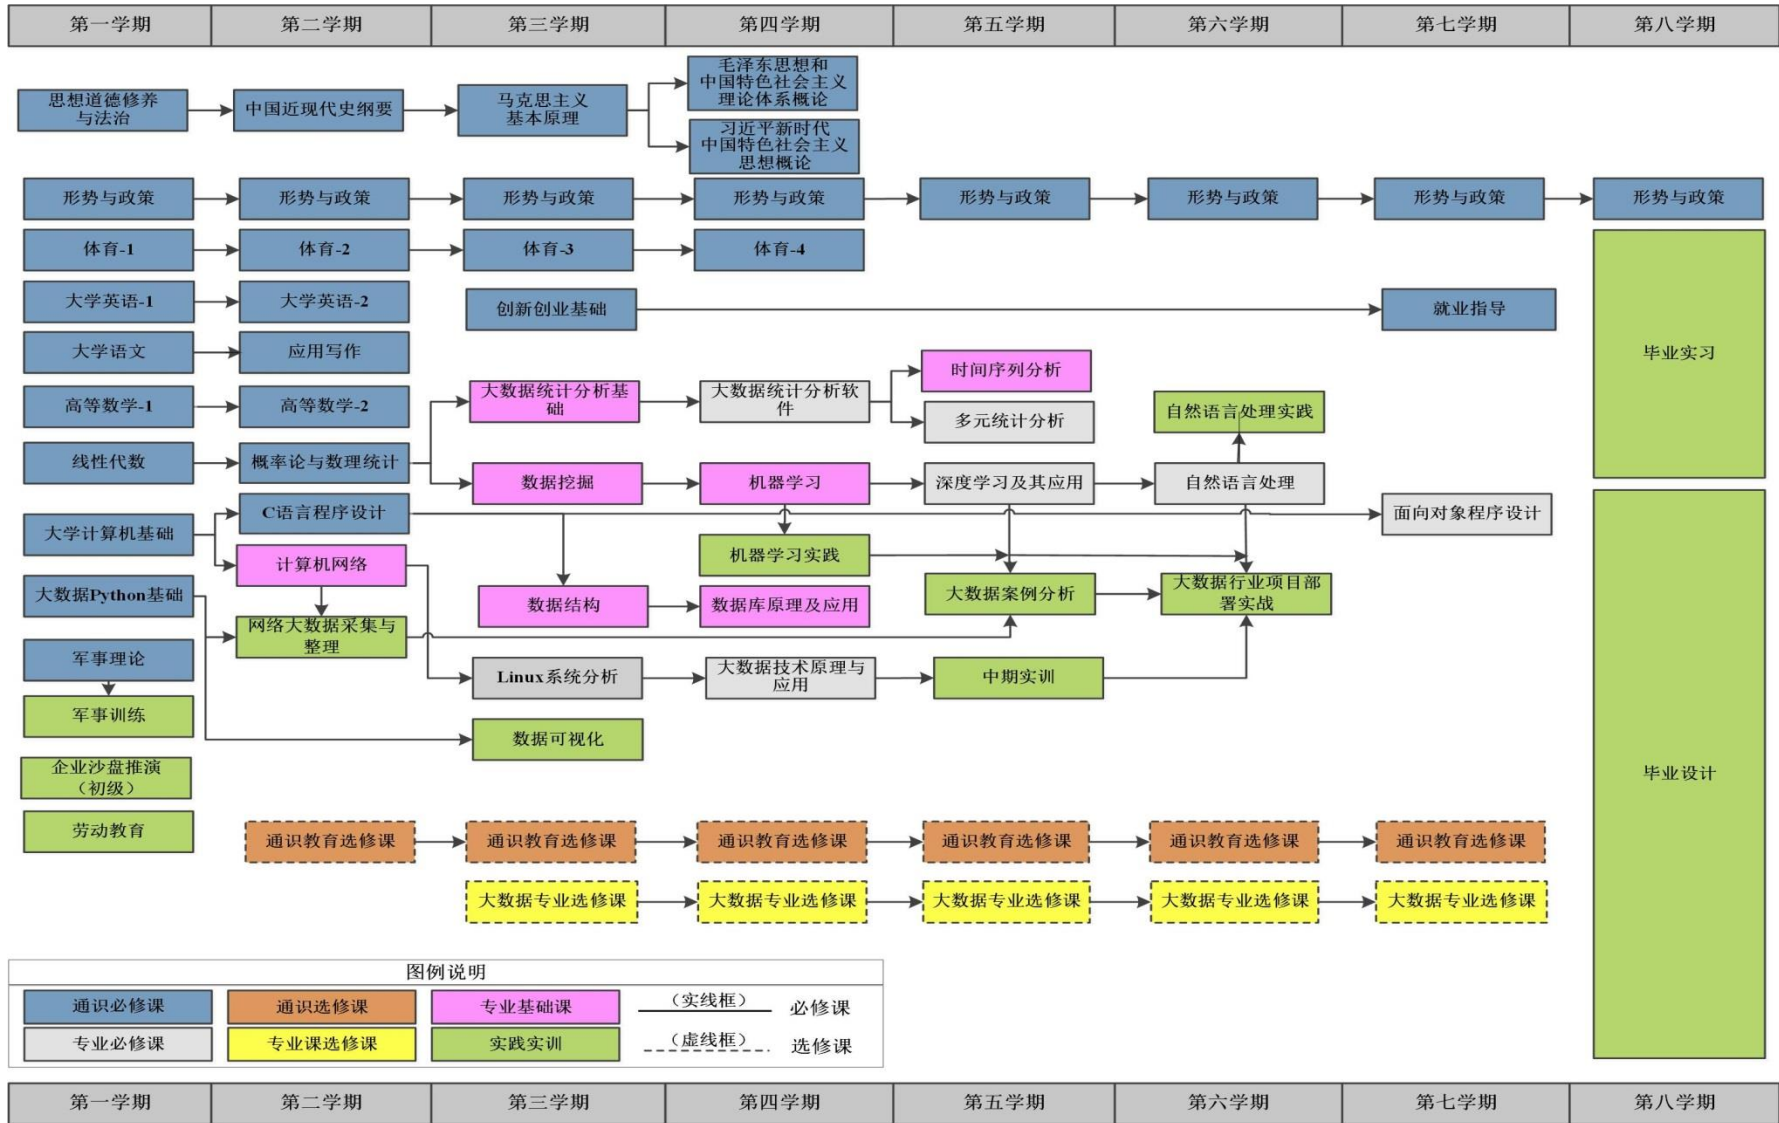 第一学期 第二学期 第三学期 第四学期 第五学期 第六学期 第七学期 第八学期
毛泽东思想和
中国特色社会主义
理论体系概论
思想道德修养
与法治
中国近现代史纲要
马克思主义
基本原理
习近平新时代
中国特色社会主义
思想概论
形势与政策 形势与政策 形势与政策 形势与政策 形势与政策 形势与政策 形势与政策 形势与政策
体育-1 体育-2 体育-3 体育-4
大学英语-1 大学英语-2 创新创业基础 就业指导
大学语文 应用写作
毕业实习
时间序列分析
高等数学-1 高等数学-2
大数据统计分析基
础
大数据统计分析软
件
多元统计分析
自然语言处理实践
线性代数 概率论与数理统计
数据挖掘 机器学习 深度学习及其应用 自然语言处理
大学计算机基础
C语言程序设计
面向对象程序设计
计算机网络
机器学习实践
大数据Python基础
数据结构 数据库原理及应用
大数据案例分析
大数据行业项目部
署实战
网络大数据采集与
整理
军事理论
Linux系统分析
大数据技术原理与
应用
中期实训
军事训练
数据可视化
企业沙盘推演
（初级）
毕业设计
劳动教育
通识教育选修课 通识教育选修课 通识教育选修课 通识教育选修课 通识教育选修课 通识教育选修课
大数据专业选修课 大数据专业选修课 大数据专业选修课 大数据专业选修课 大数据专业选修课
图例说明
通识必修课 通识选修课 专业基础课 （实线框） 必修课
专业必修课 专业课选修课 实践实训 （虚线框） 选修课
第一学期 第二学期 第三学期 第四学期 第五学期 第六学期 第七学期 第八学期